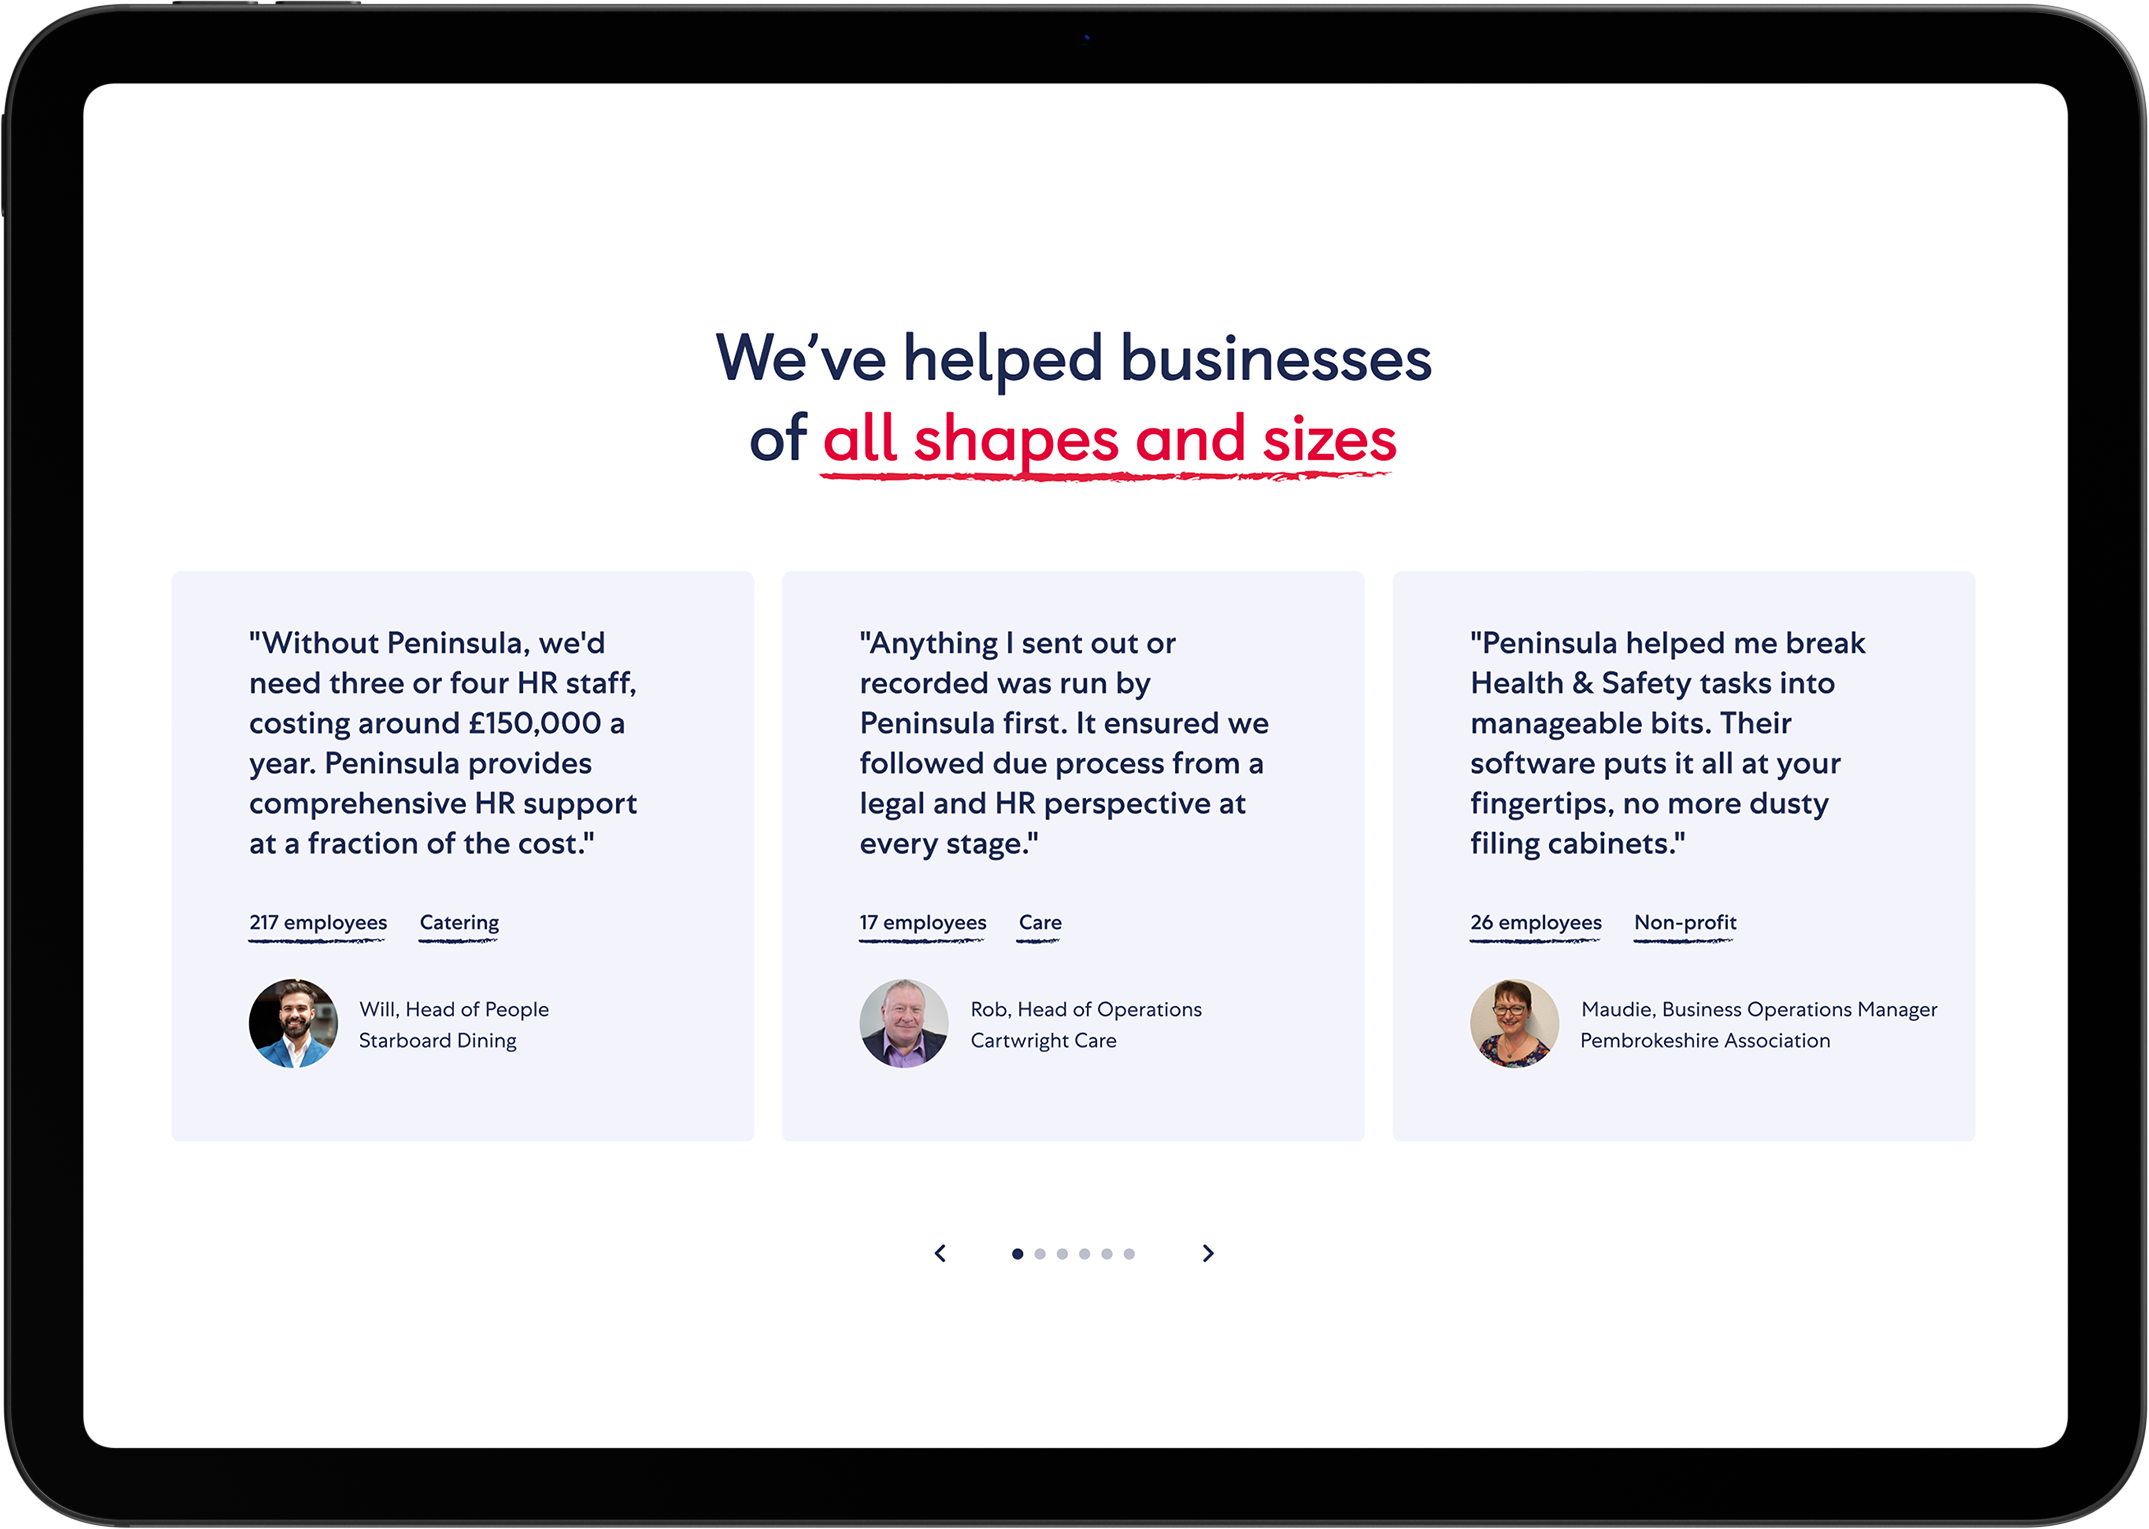 We’ve helped businesses
of all shapes and sizes
"Without Peninsula, we'd
need three or four HR staff,
costing around £150,000 a
year. Peninsula provides
comprehensive HR support
at a fraction of the cost."
217 employees Catering
Will, Head of People
Starboard Dining
"Anything I sent out or
recorded was run by
Peninsula first. It ensured we
followed due process from a
legal and HR perspective at
every stage."
17 employees Care
Rob, Head of Operations
Cartwright Care
"Peninsula helped me break
Health & Safety tasks into
manageable bits. Their
software puts it all at your
fingertips, no more dusty
filing cabinets."
26 employees Non-profit
Maudie, Business Operations Manager
Pembrokeshire Association